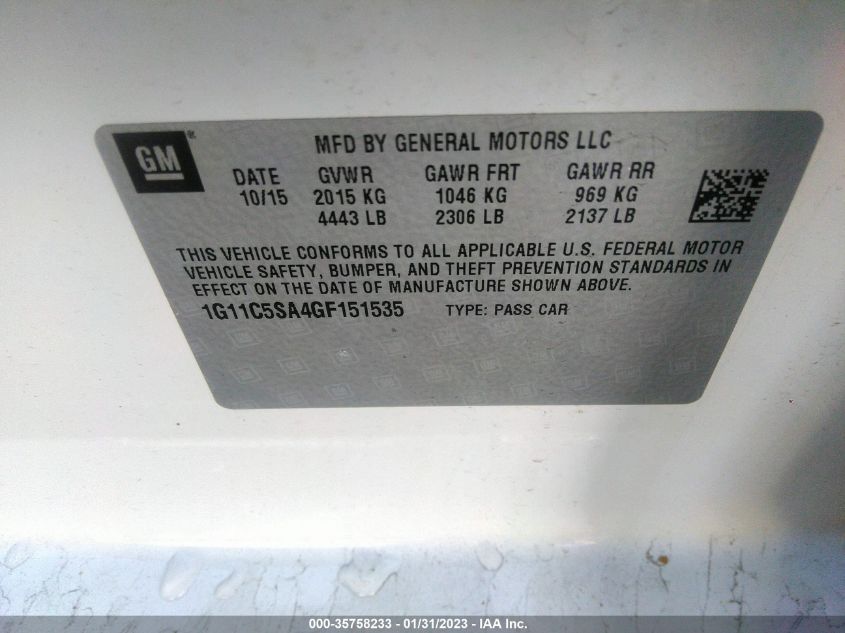 GM
MFD BY GENERAL MOTORS LLC
DATE GVWR GAWR FRT GAWR RR
10/15 2015 KG 1046 KG 969 KG
4443 LB 2306 LB 2137 LB
THIS VEHICLE CONFORMS TO ALL APPLICABLE U.S. FEDERAL MOTOR
VEHICLE SAFETY, BUMPER, AND THEFT PREVENTION STANDARDS IN
EFFECT ON THE DATE OF MANUFACTURE SHOWN ABOVE.
1G11C5SA4GF151535 TYPE: PASS CAR
000-35758233 - 01/31/2023 - IAA Inc.